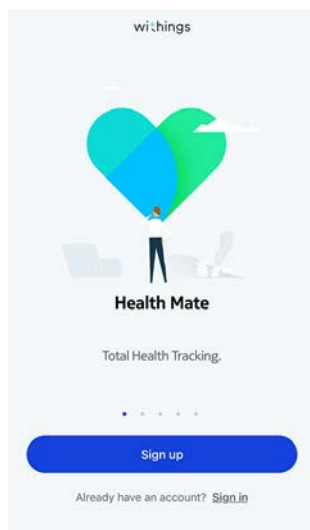 withings
Health Mate
Total Health Tracking.
Sign up
Already have an account? Sign in